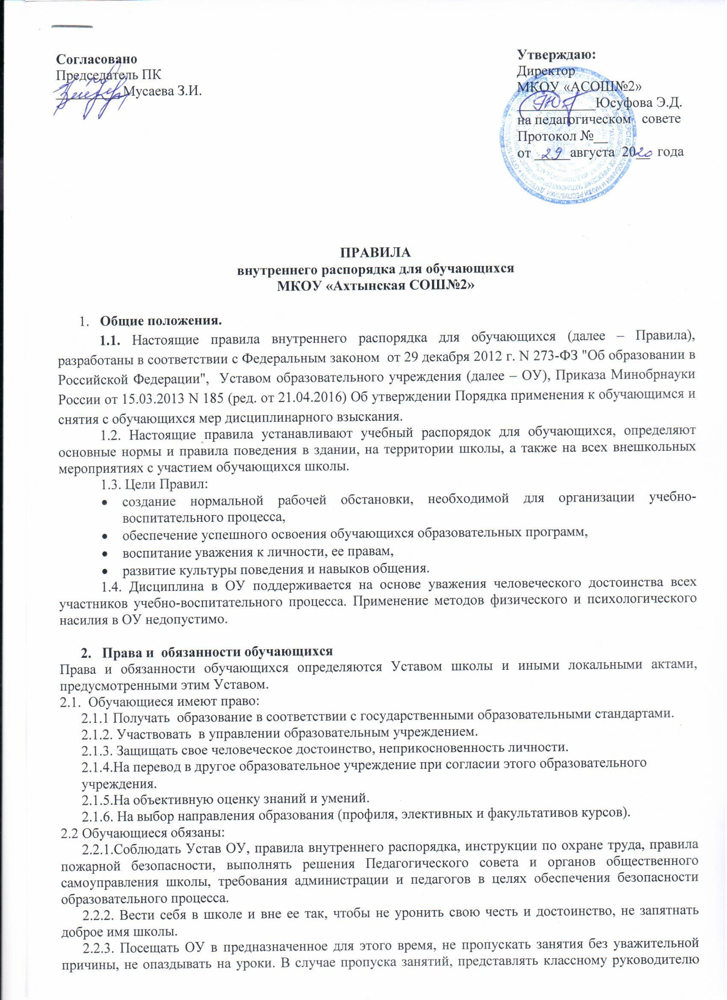 Согласовано
Председатель ПК
_________Мусаева З.И.
Утверждаю:
Директор
МКОУ «АСОШ№2»
___________Юсуфова Э.Д.
на педагогическом совете
Протокол №__
от 29 августа 2020 года
ПРАВИЛА
внутреннего распорядка для обучающихся
МКОУ «Ахтынская СОШ№2»
1. Общие положения.
1.1. Настоящие правила внутреннего распорядка для обучающихся (далее – Правила),
разработаны в соответствии с Федеральным законом от 29 декабря 2012 г. N 273-ФЗ "Об образовании в
Российской Федерации", Уставом образовательного учреждения (далее – ОУ), Приказа Минобрнауки
России от 15.03.2013 N 185 (ред. от 21.04.2016) Об утверждении Порядка применения к обучающимся и
снятия с обучающихся мер дисциплинарного взыскания.
1.2. Настоящие правила устанавливают учебный распорядок для обучающихся, определяют
основные нормы и правила поведения в здании, на территории школы, а также на всех внешкольных
мероприятиях с участием обучающихся школы.
1.3. Цели Правил:
• создание нормальной рабочей обстановки, необходимой для организации учебно-
воспитательного процесса,
• обеспечение успешного освоения обучающихся образовательных программ,
• воспитание уважения к личности, ее правам,
• развитие культуры поведения и навыков общения.
1.4. Дисциплина в ОУ поддерживается на основе уважения человеческого достоинства всех
участников учебно-воспитательного процесса. Применение методов физического и психологического
насилия в ОУ недопустимо.
2. Права и обязанности обучающихся
Права и обязанности обучающихся определяются Уставом школы и иными локальными актами,
предусмотренными этим Уставом.
2.1. Обучающиеся имеют право:
2.1.1 Получать образование в соответствии с государственными образовательными стандартами.
2.1.2. Участвовать в управлении образовательным учреждением.
2.1.3. Защищать свое человеческое достоинство, неприкосновенность личности.
2.1.4.На перевод в другое образовательное учреждение при согласии этого образовательного
учреждения.
2.1.5.На объективную оценку знаний и умений.
2.1.6. На выбор направления образования (профиля, элективных и факультативов курсов).
2.2 Обучающиеся обязаны:
2.2.1.Соблюдать Устав ОУ, правила внутреннего распорядка, инструкции по охране труда, правила
пожарной безопасности, выполнять решения Педагогического совета и органов общественного
самоуправления школы, требования администрации и педагогов в целях обеспечения безопасности
образовательного процесса.
2.2.2. Вести себя в школе и вне ее так, чтобы не уронить свою честь и достоинство, не запятнать
доброе имя школы.
2.2.3. Посещать ОУ в предназначенное для этого время, не пропускать занятия без уважительной
причины, не опаздывать на уроки. В случае пропуска занятий, представлять классному руководителю